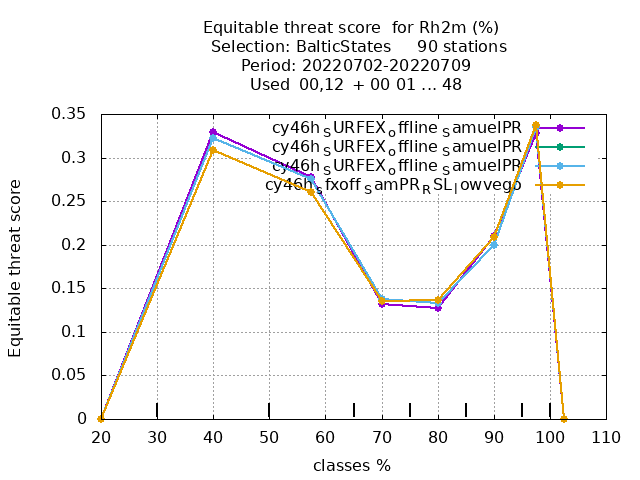 Equitable threat score  for Rh2m (%)
Selection: BalticStates     90 stations
Period: 20220702-20220709
Used  00,12  + 00 01 ... 48
cy46h_SURFEX_offline_SamuelPR
cy46h_SURFEX_offline_SamuelPR
cy46h_SURFEX_offline_SamuelPR
cy46h_sfxoff_SamPR_RSL_lowvego
Equitable threat score
0.35
0.3
0.25
0.2
0.15
0.1
0.05
0
20 30 40 50 60 70 80 90 100 110
classes %